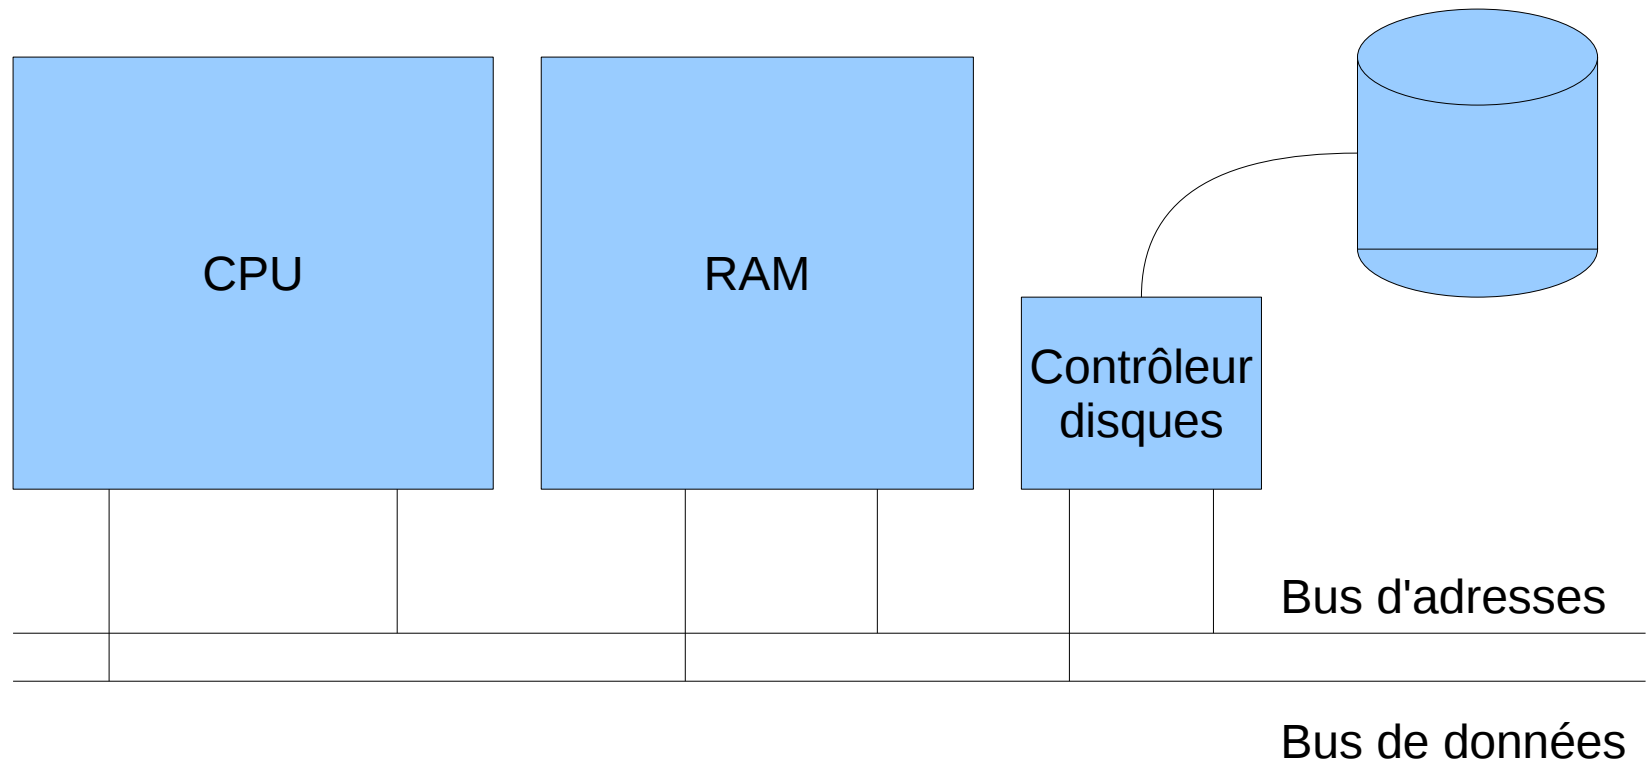 CPU
RAM
Contrôleur
disques
Bus d'adresses
Bus de données